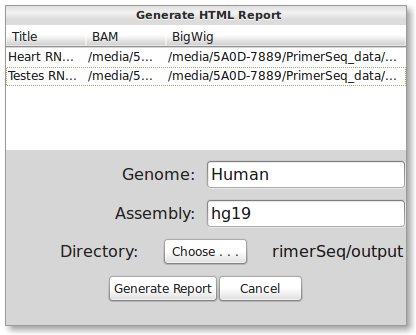 Generate HTML Report
Title BAM BigWig
Heart RN... /media/5... /media/5A0D-7889/PrimerSeq_data/...
Testes RN... /media/5... /media/5A0D-7889/PrimerSeq_data/...
Genome: Human
Assembly: hg19
Directory: Choose . . . rimerSeq/output
Generate Report Cancel